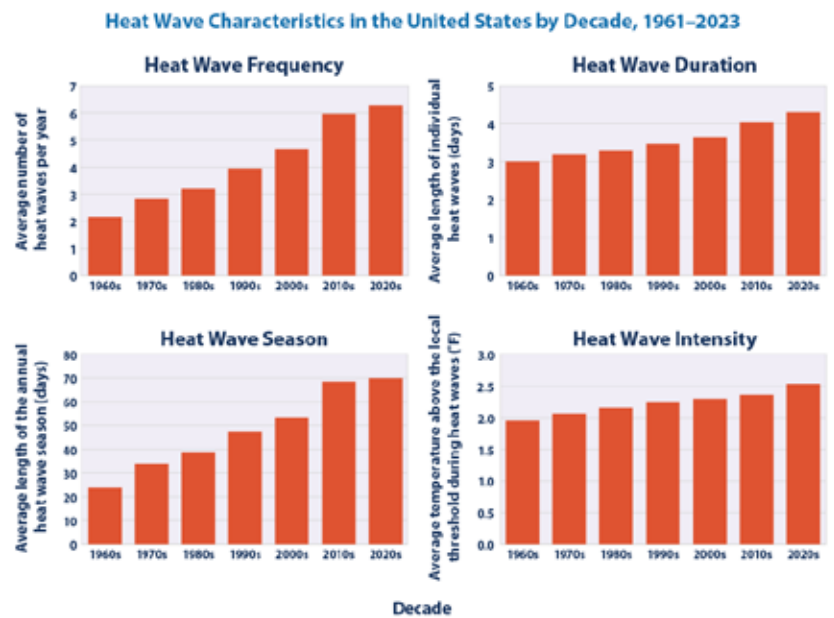 Heat Wave Characteristics in the United States by Decade, 1961–2023
Heat Wave Frequency
Average number of
heat waves per year
7
6
5
4
3
2
1
0
1960s 1970s 1980s 1990s 2000s 2010s 2020s
Heat Wave Duration
Average length of individual
heat waves (days)
5
4
3
2
1
0
1960s 1970s 1980s 1990s 2000s 2010s 2020s
Heat Wave Season
Average length of the annual
heat wave season (days)
80
70
60
50
40
30
20
10
0
1960s 1970s 1980s 1990s 2000s 2010s 2020s
Heat Wave Intensity
Average temperature above the local
threshold during heat waves (°F)
3.0
2.5
2.0
1.5
1.0
0.5
0.0
1960s 1970s 1980s 1990s 2000s 2010s 2020s
Decade